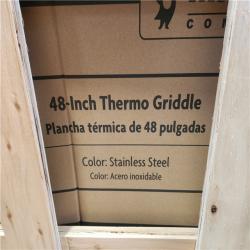 48-Inch Thermo Griddle
Plancha térmica de 48 pulgadas
Color: Stainless Steel
Color: Acero inoxidable